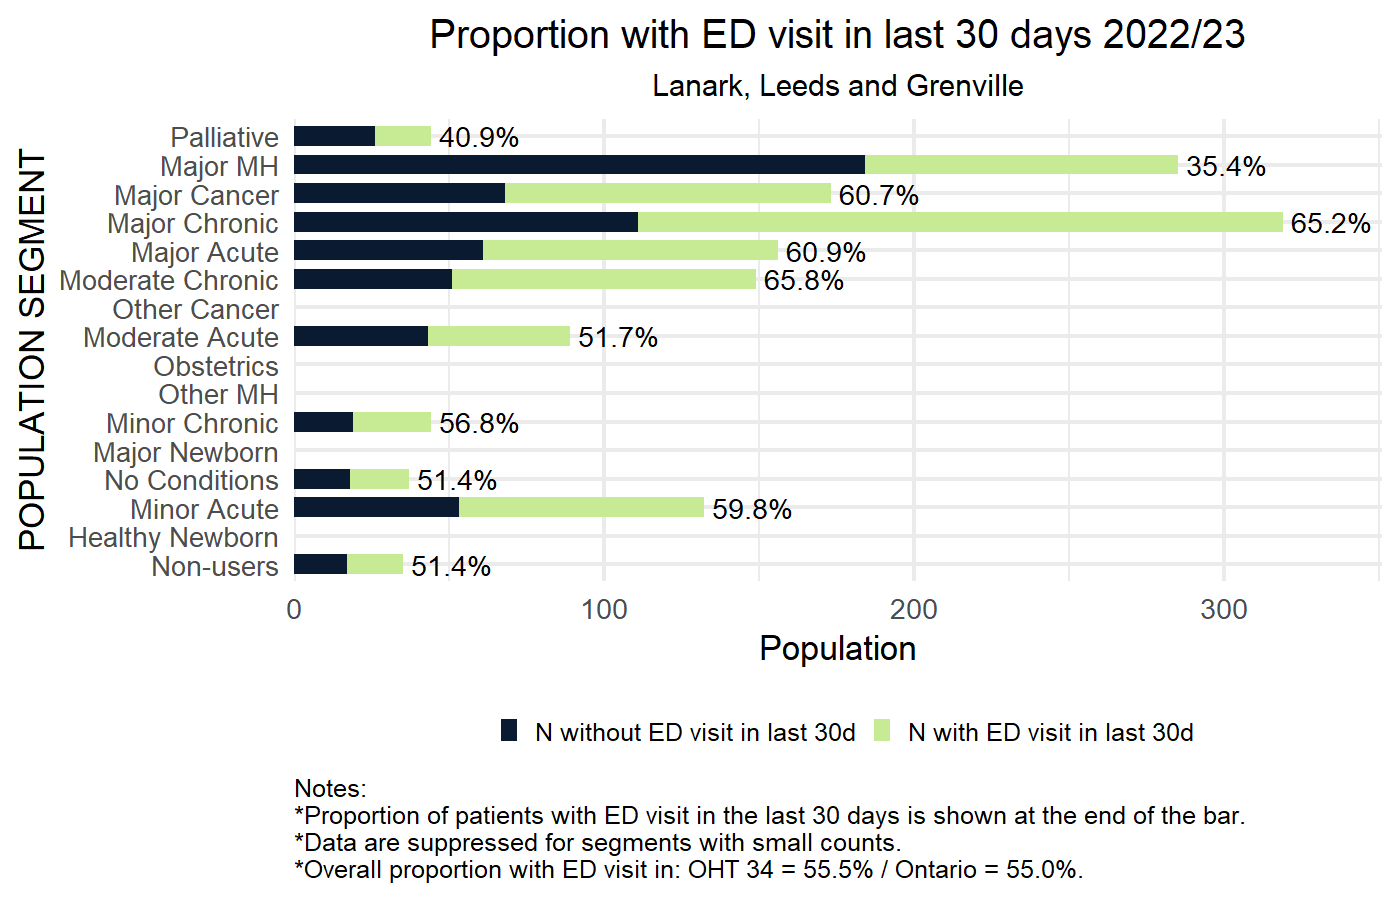 Proportion with ED visit in last 30 days 2022/23
Lanark, Leeds and Grenville
POPULATION SEGMENT
Palliative 40.9%
Major MH 35.4%
Major Cancer 60.7%
Major Chronic 65.2%
Major Acute 60.9%
Moderate Chronic 65.8%
Other Cancer
Moderate Acute 51.7%
Obstetrics
Other MH
Minor Chronic 56.8%
Major Newborn
No Conditions 51.4%
Minor Acute 59.8%
Healthy Newborn
Non-users 51.4%
0 100 200 300
Population
N without ED visit in last 30d N with ED visit in last 30d
Notes:
*Proportion of patients with ED visit in the last 30 days is shown at the end of the bar.
*Data are suppressed for segments with small counts.
*Overall proportion with ED visit in: OHT 34 = 55.5% / Ontario = 55.0%.